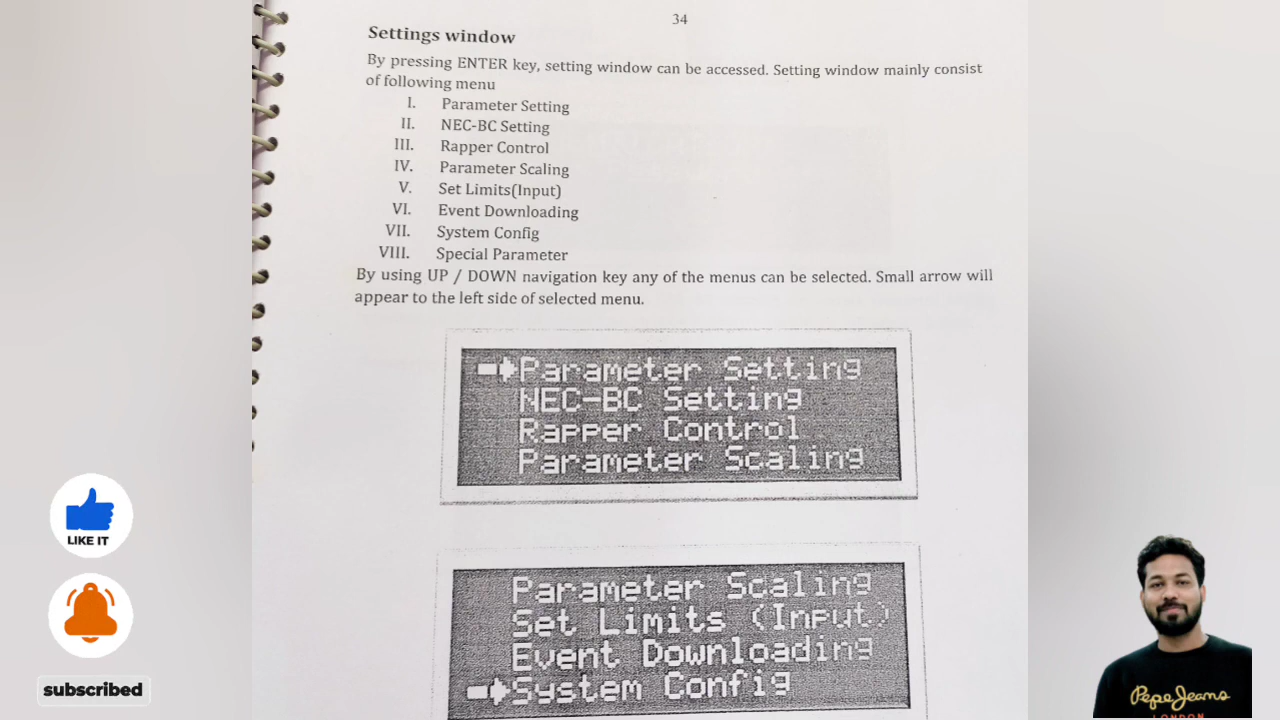 34
Settings window
By pressing ENTER key, setting window can be accessed. Setting window mainly consist
of following menu
I. Parameter Setting
II. NEC-BC Setting
III. Rapper Control
IV. Parameter Scaling
V. Set Limits(Input)
VI. Event Downloading
VII. System Config
VIII. Special Parameter
By using UP / DOWN navigation key any of the menus can be selected. Small arrow will
appear to the left side of selected menu.
Parameter Setting
NEC-BC Setting
Rapper Control
Parameter Scaling
Parameter Scaling
Set Limits (Input)
Event Downloading
System Config
LIKE IT
subscribed
Pepe Jeans
LONDON